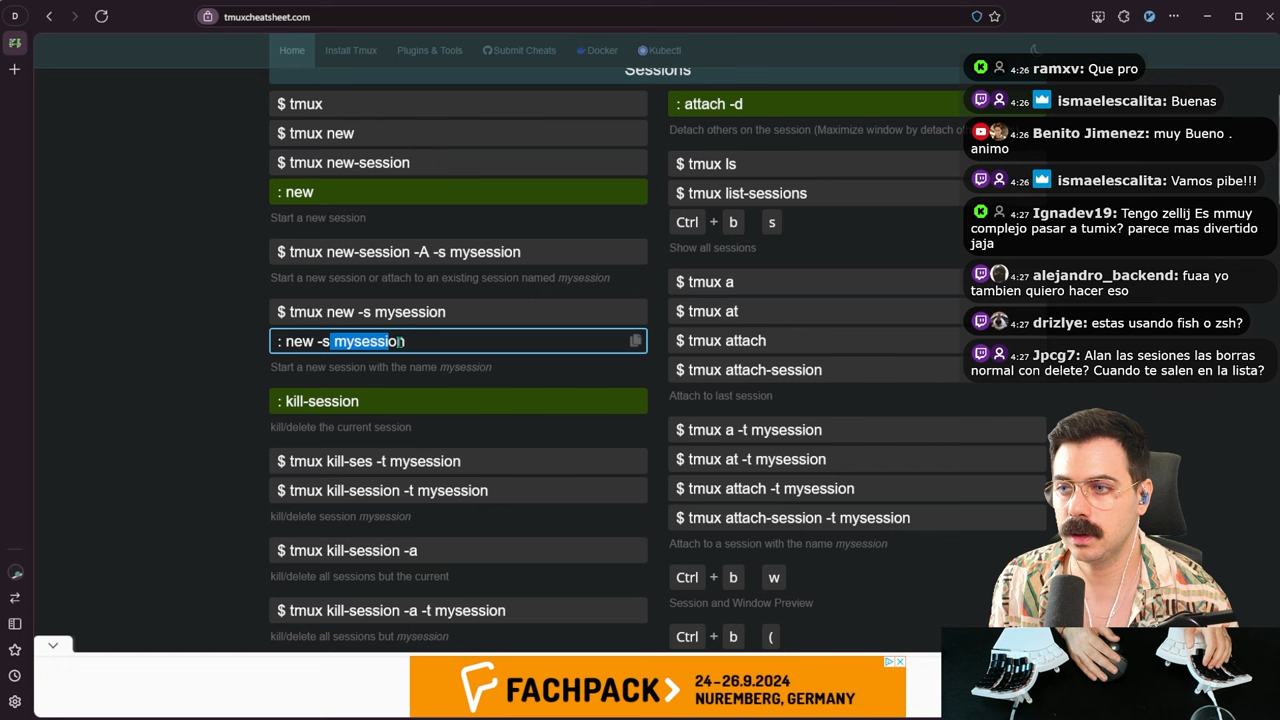 D
tmuxcheatsheet.com
Home
Install Tmux
Plugins & Tools
Submit Cheats
Docker
Kubectl
Sessions
$ tmux
$ tmux new
$ tmux new-session
: new
Start a new session
$ tmux new-session -A -s mysession
Start a new session or attach to an existing session named mysession
$ tmux new -s mysession
: new -s mysession
Start a new session with the name mysession
: kill-session
kill/delete the current session
$ tmux kill-ses -t mysession
$ tmux kill-session -t mysession
kill/delete session mysession
$ tmux kill-session -a
kill/delete all sessions but the current
$ tmux kill-session -a -t mysession
kill/delete all sessions but mysession
: attach -d
Detach others on the session (Maximize window by detach o
$ tmux ls
$ tmux list-sessions
Ctrl + b s
Show all sessions
$ tmux a
$ tmux at
$ tmux attach
$ tmux attach-session
Attach to last session
$ tmux a -t mysession
$ tmux at -t mysession
$ tmux attach -t mysession
$ tmux attach-session -t mysession
Attach to a session with the name mysession
Ctrl + b w
Session and Window Preview
Ctrl + b (
4:26 ramxv: Que pro
4:26 ismaelescalita: Buenas
4:26 Benito Jimenez: muy Bueno .
animo
4:26 ismaelescalita: Vamos pibe!!!
4:27 Ignadev19: Tengo zellij Es mmuy
complejo pasar a tumix? parece mas divertido
jaja
4:27 alejandro_backend: fuaa yo
tambien quiero hacer eso
4:27 drizlye: estas usando fish o zsh?
4:27 Jpcg7: Alan las sesiones las borras
normal con delete? Cuando te salen en la lista?
FACHPACK
24-26.9.2024
NUREMBERG, GERMANY